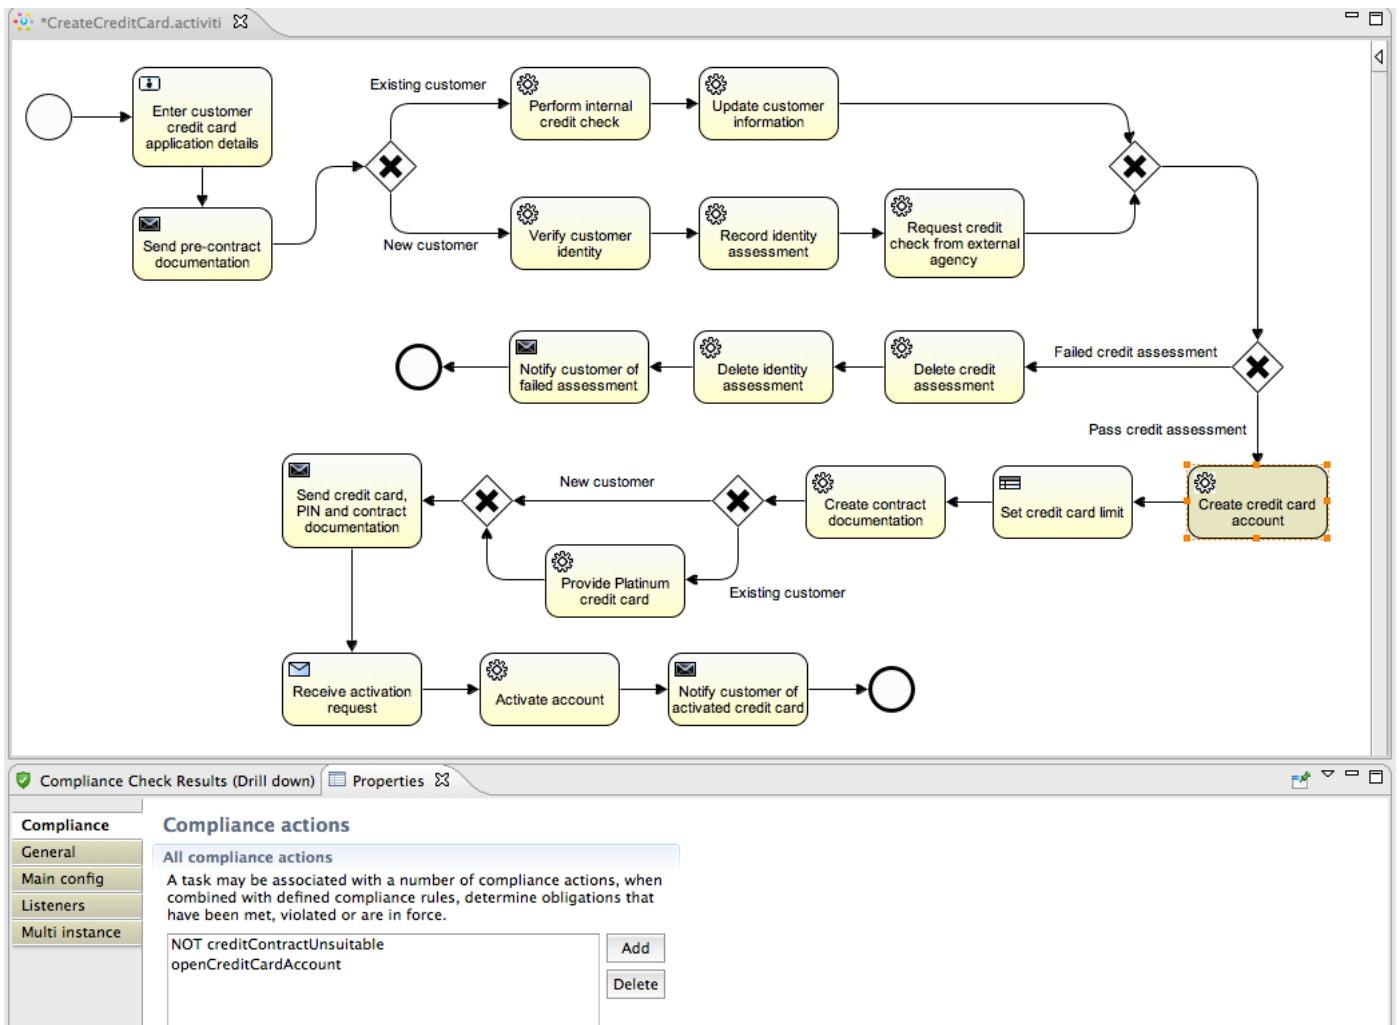 *CreateCreditCard.activiti
Enter customer
credit card
application details
Send pre-contract
documentation
Existing customer
New customer
Perform internal
credit check
Update customer
information
Verify customer
identity
Record identity
assessment
Request credit
check from external
agency
Failed credit assessment
Delete credit
assessment
Delete identity
assessment
Notify customer of
failed assessment
Pass credit assessment
Create credit card
account
Set credit card limit
Create contract
documentation
New customer
Existing customer
Provide Platinum
credit card
Send credit card,
PIN and contract
documentation
Receive activation
request
Activate account
Notify customer of
activated credit card
Compliance Check Results (Drill down)
Properties
Compliance
General
Main config
Listeners
Multi instance
Compliance actions
All compliance actions
A task may be associated with a number of compliance actions, when
combined with defined compliance rules, determine obligations that
have been met, violated or are in force.
NOT creditContractUnsuitable
openCreditCardAccount
Add
Delete